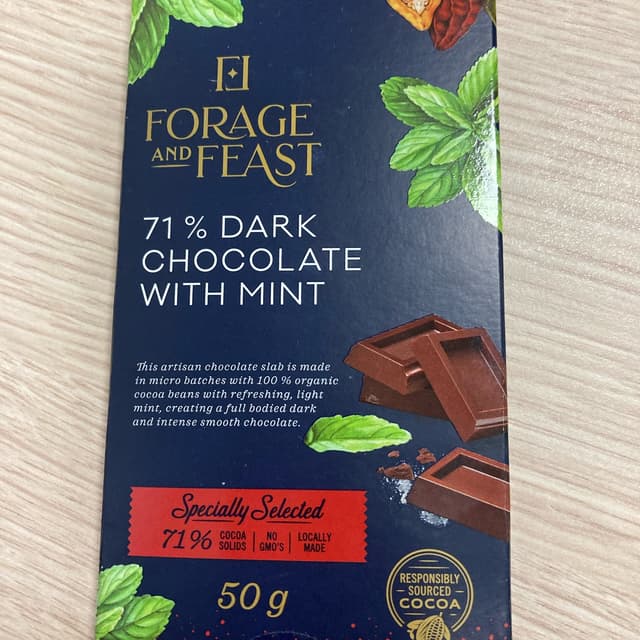 FORAGE
AND FEAST
71 % DARK
CHOCOLATE
WITH MINT
This artisan chocolate slab is made
in micro batches with 100 % organic
cocoa beans with refreshing, light
mint, creating a full bodied dark
and intense smooth chocolate.
Specially Selected
71% COCOA SOLIDS | NO GMO'S | LOCALLY MADE
50 g
RESPONSIBLY
SOURCED
COCOA